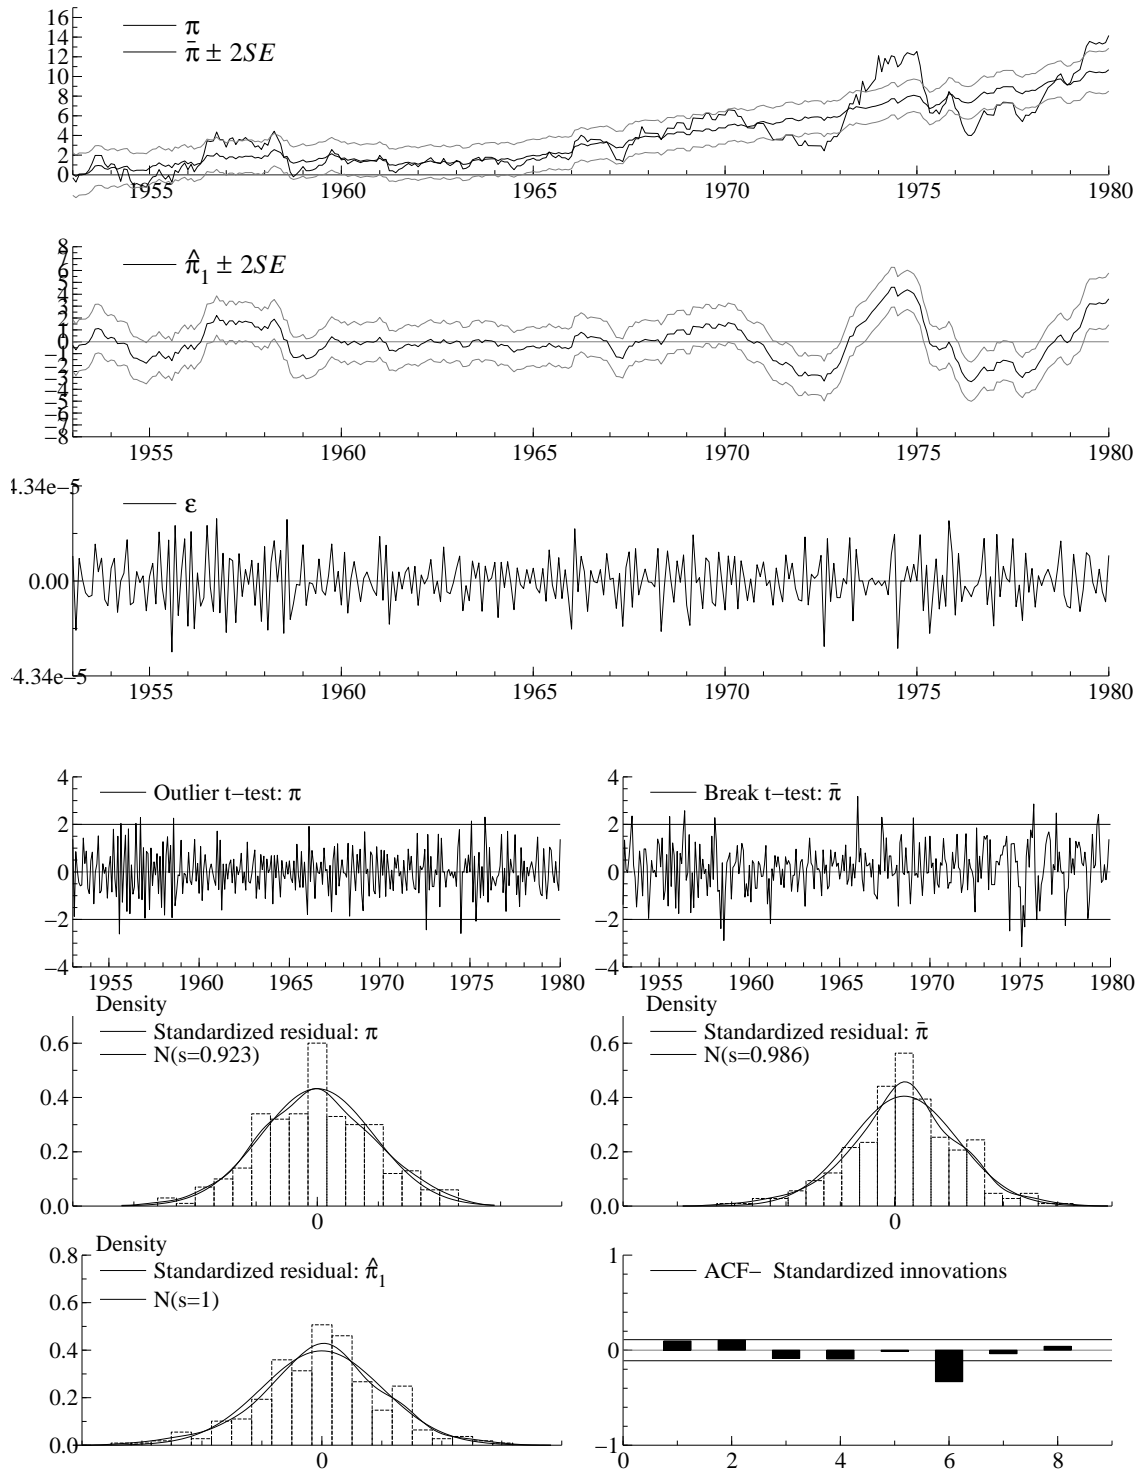 π
π̄ ± 2SE
16
14
12
10
8
6
4
2
0
1955 1960 1965 1970 1975 1980
π̂1 ± 2SE
8
7
6
5
4
3
2
1
0
−1
−2
−3
−4
−5
−6
−7
−8
1955 1960 1965 1970 1975 1980
4.34e−5
ε
0.00
-4.34e−5
1955 1960 1965 1970 1975 1980
4
Outlier t−test: π
2
0
−2
−4
1955 1960 1965 1970 1975 1980
4
Break t−test: π̄
2
0
−2
−4
1955 1960 1965 1970 1975 1980
Density
Standardized residual: π
N(s=0.923)
0.6
0.4
0.2
0.0
0
Density
Standardized residual: π̄
N(s=0.986)
0.6
0.4
0.2
0.0
0
Density
Standardized residual: π̂1
N(s=1)
0.8
0.6
0.4
0.2
0.0
0
1
ACF− Standardized innovations
0
−1
0 2 4 6 8